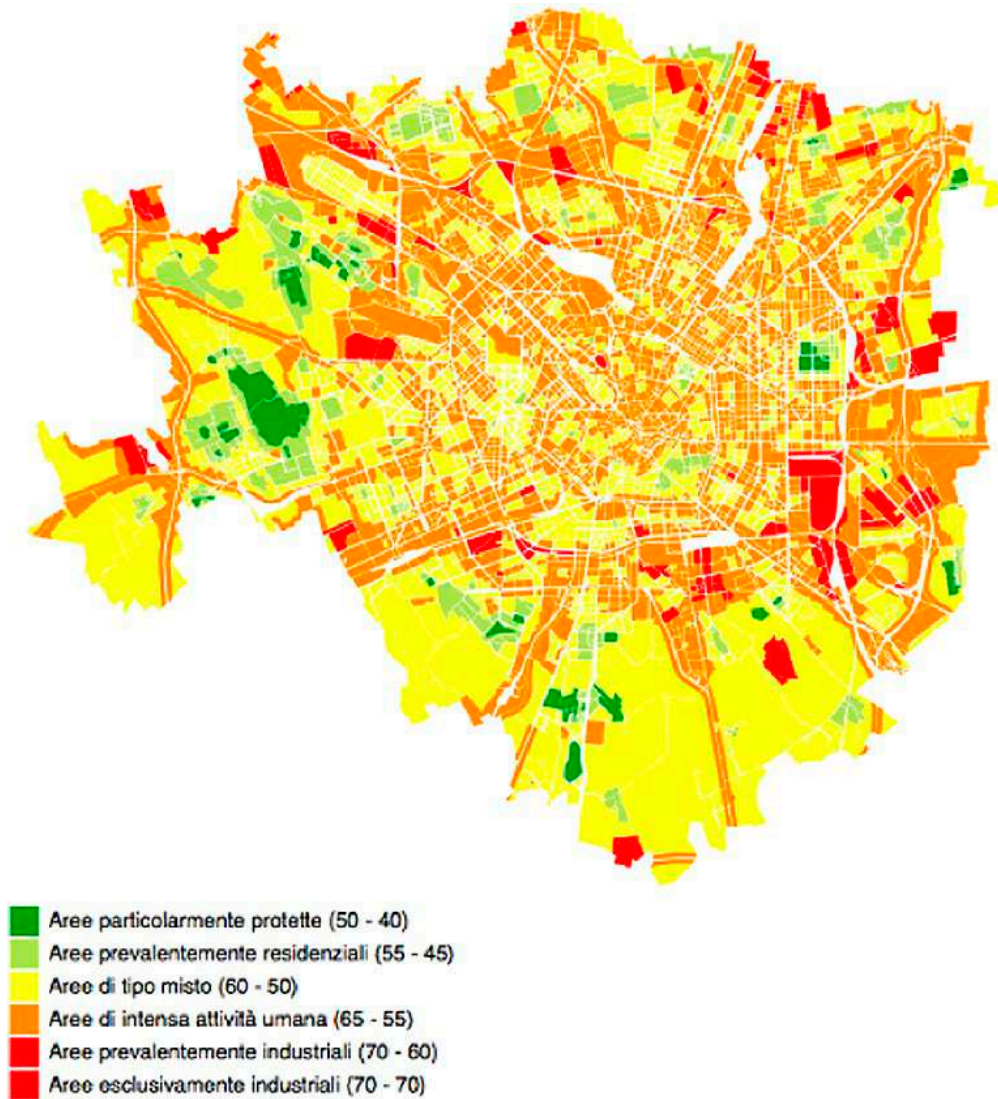 Aree particolarmente protette (50 - 40)
Aree prevalentemente residenziali (55 - 45)
Aree di tipo misto (60 - 50)
Aree di intensa attività umana (65 - 55)
Aree prevalentemente industriali (70 - 60)
Aree esclusivamente industriali (70 - 70)